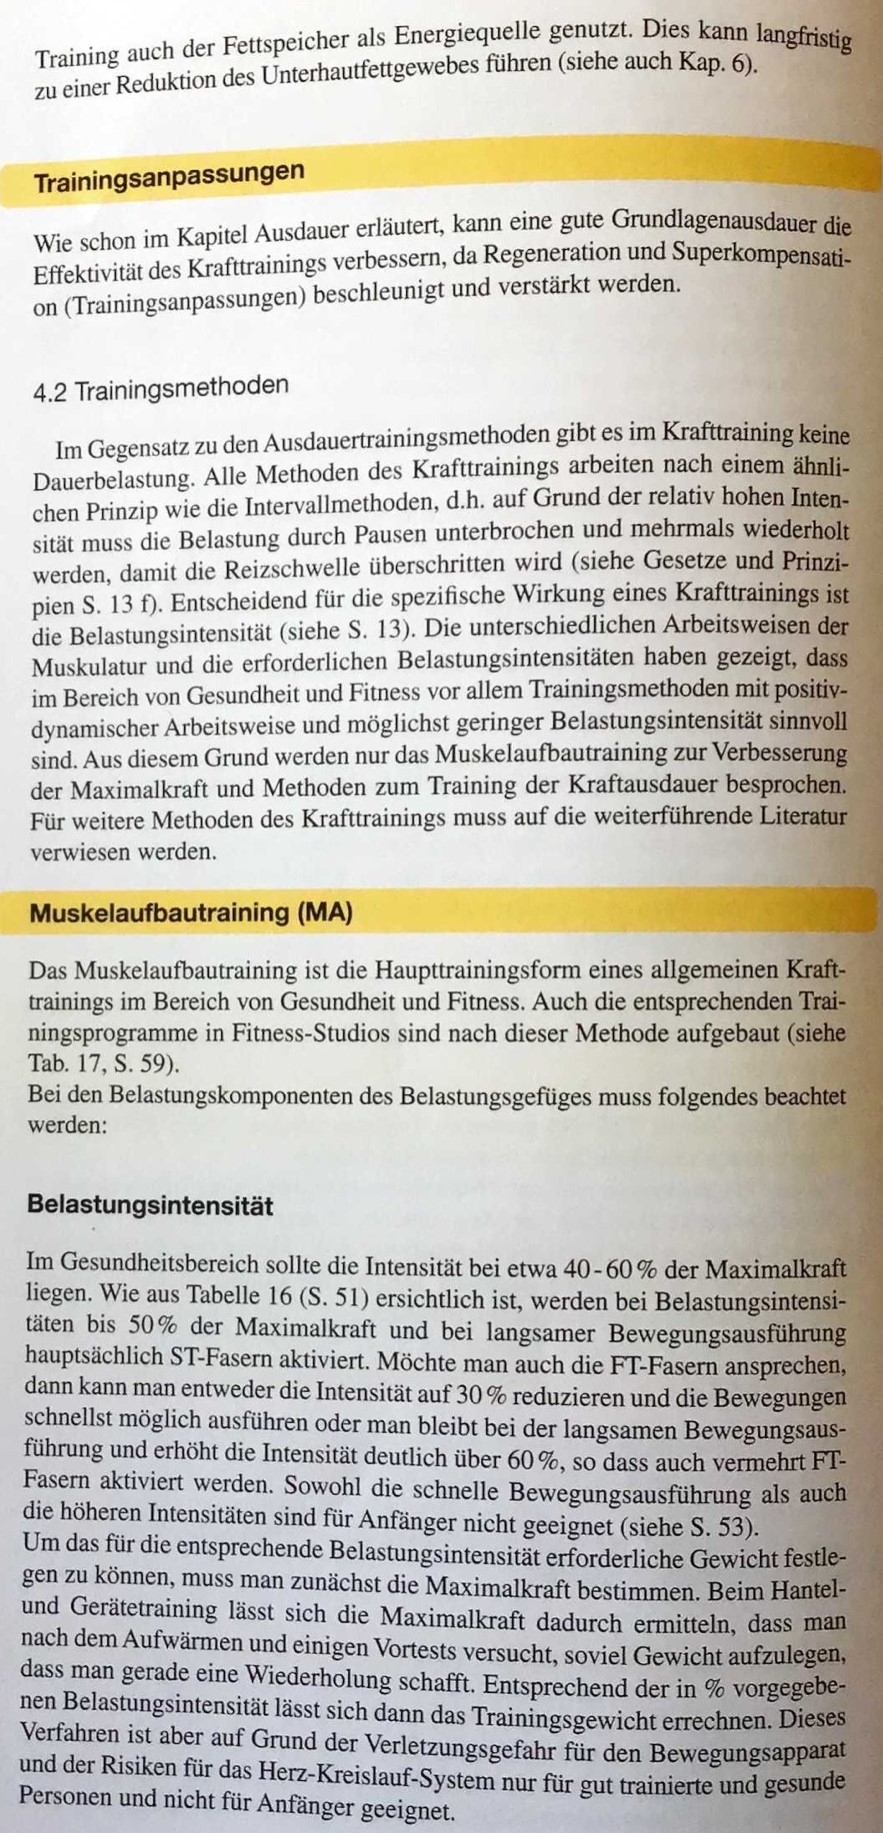 Training auch der Fettspeicher als Energiequelle genutzt. Dies kann langfristig
zu einer Reduktion des Unterhautfettgewebes führen (siehe auch Kap. 6).
Trainingsanpassungen
Wie schon im Kapitel Ausdauer erläutert, kann eine gute Grundlagenausdauer die
Effektivität des Krafttrainings verbessern, da Regeneration und Superkompensati-
on (Trainingsanpassungen) beschleunigt und verstärkt werden.
4.2 Trainingsmethoden
Im Gegensatz zu den Ausdauertrainingsmethoden gibt es im Krafttraining keine
Dauerbelastung. Alle Methoden des Krafttrainings arbeiten nach einem ähnli-
chen Prinzip wie die Intervallmethoden, d.h. auf Grund der relativ hohen Inten-
sität muss die Belastung durch Pausen unterbrochen und mehrmals wiederholt
werden, damit die Reizschwelle überschritten wird (siehe Gesetze und Prinzi-
pien S. 13 f). Entscheidend für die spezifische Wirkung eines Krafttrainings ist
die Belastungsintensität (siehe S. 13). Die unterschiedlichen Arbeitsweisen der
Muskulatur und die erforderlichen Belastungsintensitäten haben gezeigt, dass
im Bereich von Gesundheit und Fitness vor allem Trainingsmethoden mit positiv-
dynamischer Arbeitsweise und möglichst geringer Belastungsintensität sinnvoll
sind. Aus diesem Grund werden nur das Muskelaufbautraining zur Verbesserung
der Maximalkraft und Methoden zum Training der Kraftausdauer besprochen.
Für weitere Methoden des Krafttrainings muss auf die weiterführende Literatur
verwiesen werden.
Muskelaufbautraining (MA)
Das Muskelaufbautraining ist die Haupttrainingsform eines allgemeinen Kraft-
trainings im Bereich von Gesundheit und Fitness. Auch die entsprechenden Trai-
ningsprogramme in Fitness-Studios sind nach dieser Methode aufgebaut (siehe
Tab. 17, S. 59).
Bei den Belastungskomponenten des Belastungsgefüges muss folgendes beachtet
werden:
Belastungsintensität
Im Gesundheitsbereich sollte die Intensität bei etwa 40-60% der Maximalkraft
liegen. Wie aus Tabelle 16 (S. 51) ersichtlich ist, werden bei Belastungsintensi-
täten bis 50% der Maximalkraft und bei langsamer Bewegungsausführung
hauptsächlich ST-Fasern aktiviert. Möchte man auch die FT-Fasern ansprechen,
dann kann man entweder die Intensität auf 30% reduzieren und die Bewegungen
schnellst möglich ausführen oder man bleibt bei der langsamen Bewegungsaus-
führung und erhöht die Intensität deutlich über 60%, so dass auch vermehrt FT-
Fasern aktiviert werden. Sowohl die schnelle Bewegungsausführung als auch
die höheren Intensitäten sind für Anfänger nicht geeignet (siehe S. 53).
Um das für die entsprechende Belastungsintensität erforderliche Gewicht festle-
gen zu können, muss man zunächst die Maximalkraft bestimmen. Beim Hantel-
und Gerätetraining lässt sich die Maximalkraft dadurch ermitteln, dass man
nach dem Aufwärmen und einigen Vortests versucht, soviel Gewicht aufzulegen,
dass man gerade eine Wiederholung schafft. Entsprechend der in % vorgegebe-
nen Belastungsintensität lässt sich dann das Trainingsgewicht errechnen. Dieses
Verfahren ist aber auf Grund der Verletzungsgefahr für den Bewegungsapparat
und der Risiken für das Herz-Kreislauf-System nur für gut trainierte und gesunde
Personen und nicht für Anfänger geeignet.